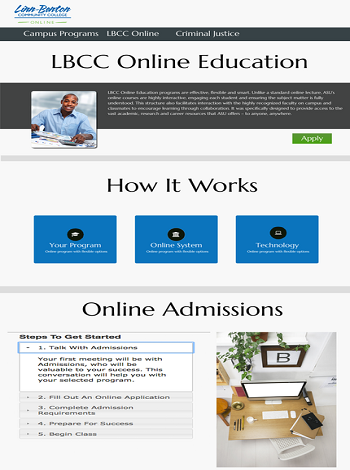 Linn-Benton
COMMUNITY COLLEGE
ONLINE
Campus Programs LBCC Online Criminal Justice
LBCC Online Education
LBCC Online Education programs are effective, flexible and smart. Unlike a standard online lecture, ASU's
online courses are highly interactive, engaging each student and ensuring the subject matter is fully
understood. This structure also facilitates interaction with the highly recognized faculty on campus and
classmates to encourage learning through collaboration. It was specifically designed to provide access to the
vast academic, research and career resources that ASU offers – to anyone, anywhere.
Apply
How It Works
Your Program
Online program with flexible options
Online System
Online program with flexible options
Technology
Online program with flexible options
Online Admissions
Steps To Get Started
1. Talk With Admissions
Your first meeting will be with
Admissions, who will be
valuable to your success. This
conversation will help you with
your selected program.
2. Fill Out An Online Application
3. Complete Admission
Requirements
4. Prepare For Success
5. Begin Class
B